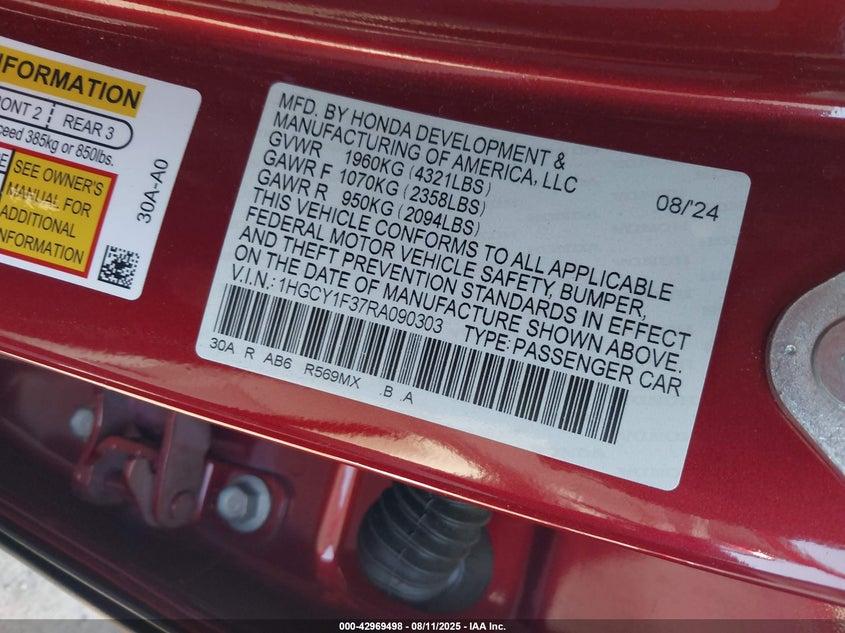 NFORMATION
ONT 2 REAR 3
ceed 385kg or 850lbs.
SEE OWNER'S
MANUAL FOR
ADDITIONAL
INFORMATION
30A-A0
MFD. BY HONDA DEVELOPMENT &
MANUFACTURING OF AMERICA, LLC
GVWR 1960KG (4321LBS)
GAWR F 1070KG (2358LBS)
GAWR R 950KG (2094LBS)
08/'24
THIS VEHICLE CONFORMS TO ALL APPLICABLE
FEDERAL MOTOR VEHICLE SAFETY, BUMPER,
AND THEFT PREVENTION STANDARDS IN EFFECT
ON THE DATE OF MANUFACTURE SHOWN ABOVE.
V.I.N.: 1HGCY1F37RA090303 TYPE: PASSENGER CAR
30A R AB6 R569MX .B .A
000-42969498 - 08/11/2025 - IAA Inc.